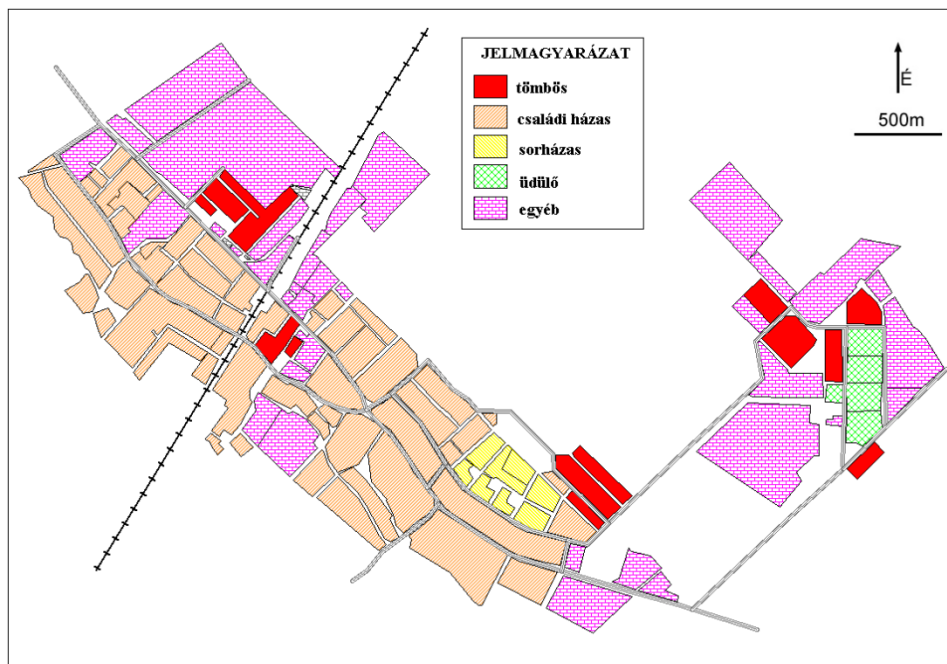 JELMAGYARÁZAT
tömbös
családi házas
sorházas
üdülő
egyéb
É
500m